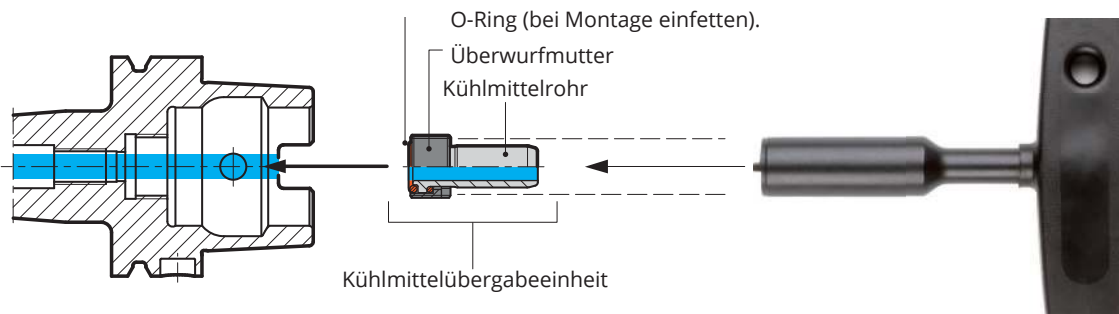 O-Ring (bei Montage einfetten).
Überwurfmutter
Kühlmittelrohr
Kühlmittelübergabeeinheit